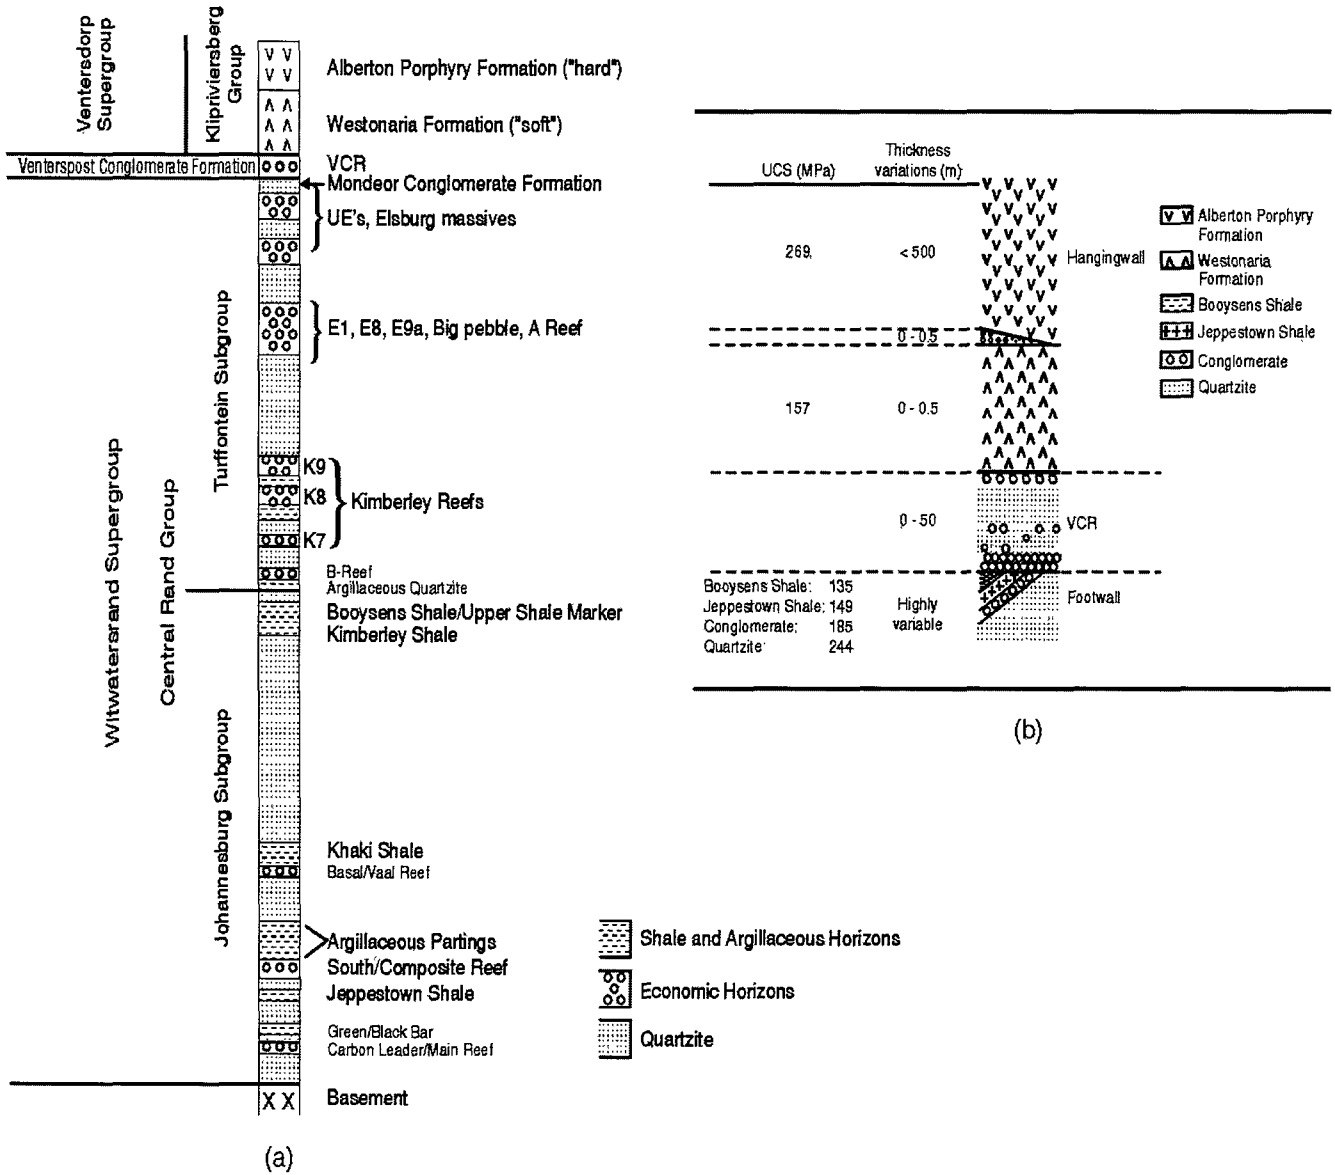 Ventersdorp
Supergroup
Klipriviersberg
Group
Alberton Porphyry Formation ("hard")
Westonaria Formation ("soft")
Venterspost Conglomerate Formation
VCR
Mondeor Conglomerate Formation
UE's, Elsburg massives
E1, E8, E9a, Big pebble, A Reef
Witwatersrand Supergroup
Central Rand Group
Turffontein Subgroup
K9
K8
K7
Kimberley Reefs
B-Reef
Argillaceous Quartzite
Booysens Shale/Upper Shale Marker
Kimberley Shale
Johannesburg Subgroup
Khaki Shale
Basal/Vaal Reef
Argillaceous Partings
South/Composite Reef
Jeppestown Shale
Green/Black Bar
Carbon Leader/Main Reef
Basement
Shale and Argillaceous Horizons
Economic Horizons
Quartzite
(a)
UCS (MPa)
Thickness
variations (m)
269.
<500
Hangingwall
0 - 0.5
157
0 - 0.5
0 - 50
VCR
Booysens Shale: 135
Jeppestown Shale: 149
Conglomerate: 185
Quartzite 244
Highly
variable
Footwall
Alberton Porphyry
Formation
Westonaria
Formation
Booysens Shale
Jeppestown Shale
Conglomerate
Quartzite
(b)